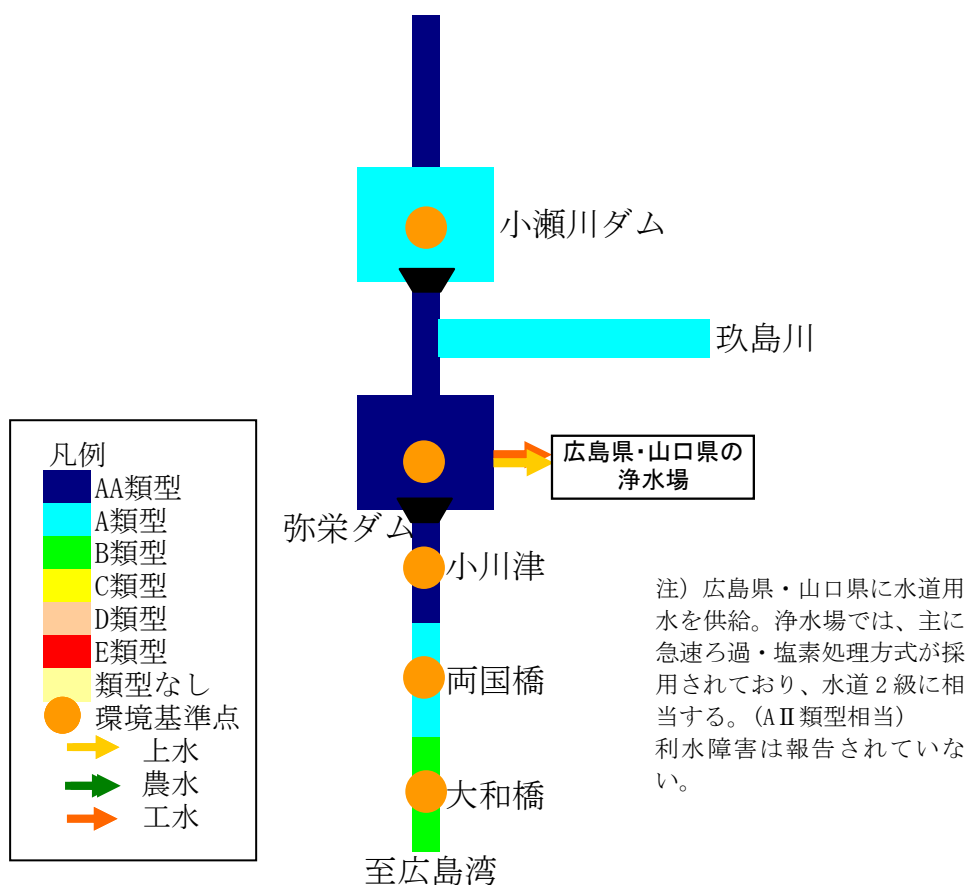 小瀬川ダム
玖島川
広島県・山口県の
浄水場
弥栄ダム
小川津
両国橋
大和橋
至広島湾
凡例
AA類型
A類型
B類型
C類型
D類型
E類型
類型なし
環境基準点
上水
農水
工水
注）広島県・山口県に水道用
水を供給。浄水場では、主に
急速ろ過・塩素処理方式が採
用されており、水道２級に相
当する。(AⅡ類型相当)
利水障害は報告されていな
い。